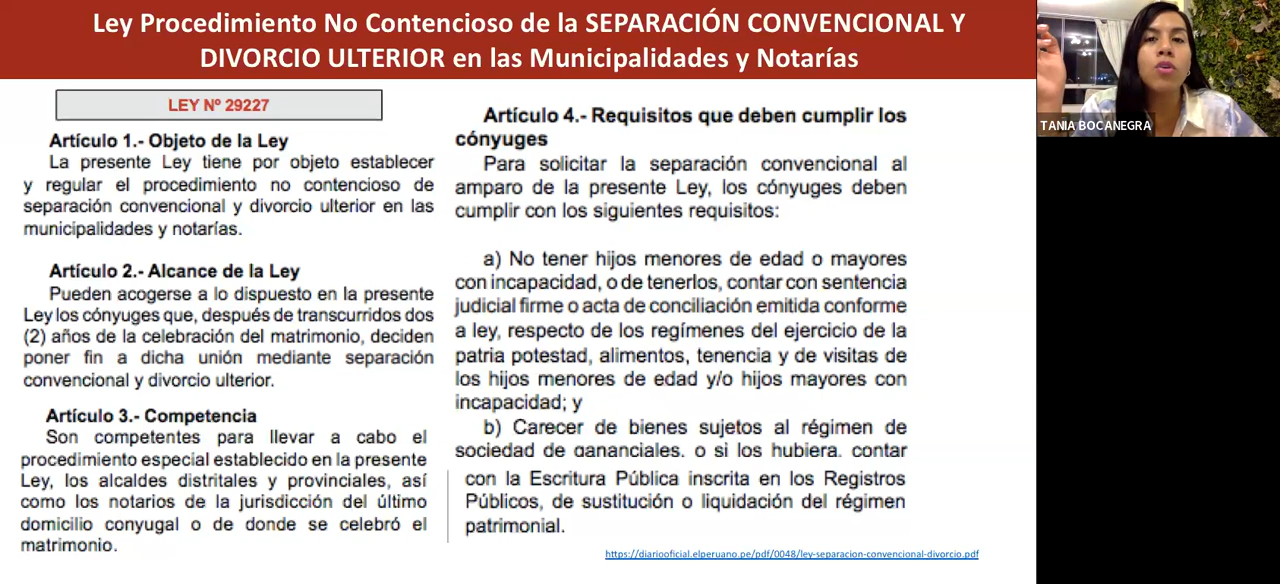 Ley Procedimiento No Contencioso de la SEPARACIÓN CONVENCIONAL Y
DIVORCIO ULTERIOR en las Municipalidades y Notarías
LEY Nº 29227
Artículo 1.- Objeto de la Ley
La presente Ley tiene por objeto establecer
y regular el procedimiento no contencioso de
separación convencional y divorcio ulterior en las
municipalidades y notarías.
Artículo 2.- Alcance de la Ley
Pueden acogerse a lo dispuesto en la presente
Ley los cónyuges que, después de transcurridos dos
(2) años de la celebración del matrimonio, deciden
poner fin a dicha unión mediante separación
convencional y divorcio ulterior.
Artículo 3.- Competencia
Son competentes para llevar a cabo el
procedimiento especial establecido en la presente
Ley, los alcaldes distritales y provinciales, así
como los notarios de la jurisdicción del último
domicilio conyugal o de donde se celebró el
matrimonio.
Artículo 4.- Requisitos que deben cumplir los
cónyuges
Para solicitar la separación convencional al
amparo de la presente Ley, los cónyuges deben
cumplir con los siguientes requisitos:
a) No tener hijos menores de edad o mayores
con incapacidad, o de tenerlos, contar con sentencia
judicial firme o acta de conciliación emitida conforme
a ley, respecto de los regímenes del ejercicio de la
patria potestad, alimentos, tenencia y de visitas de
los hijos menores de edad y/o hijos mayores con
incapacidad; y
b) Carecer de bienes sujetos al régimen de
sociedad de gananciales, o si los hubiera, contar
con la Escritura Pública inscrita en los Registros
Públicos, de sustitución o liquidación del régimen
patrimonial.
https://diariooficial.elperuano.pe/pdf/0048/ley-separacion-convencional-divorcio.pdf
TANIA BOCANEGRA